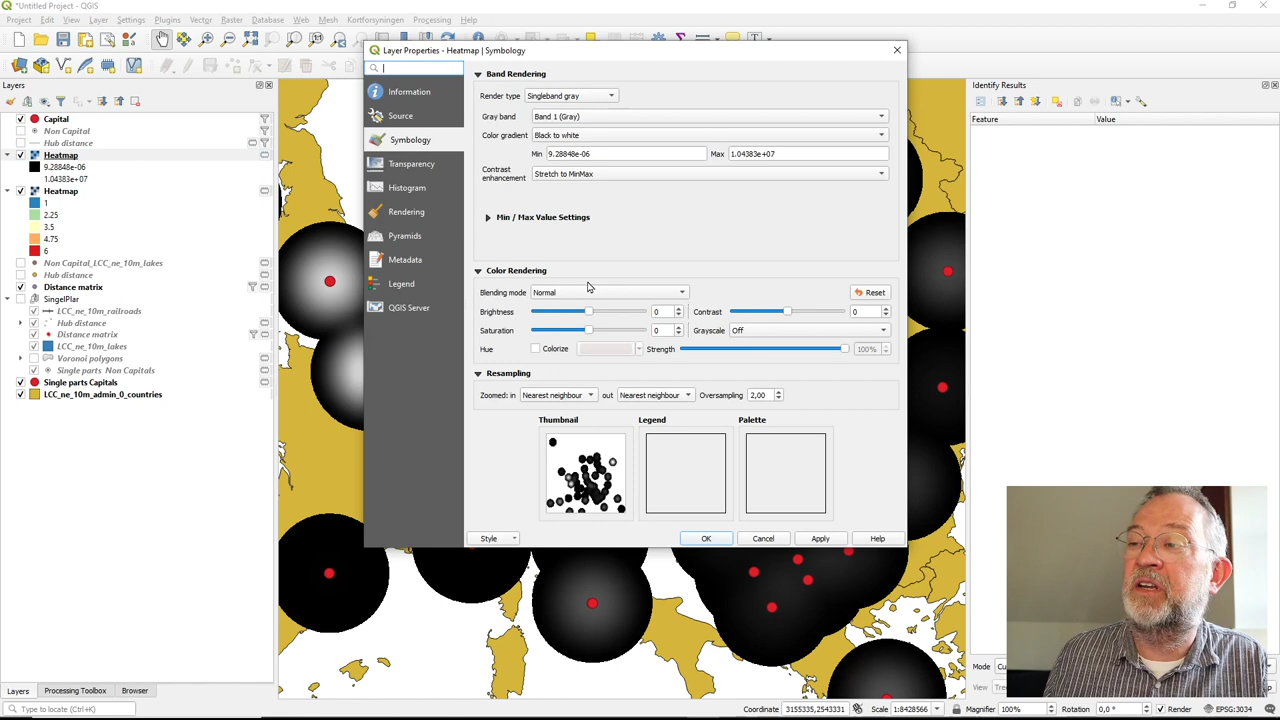 *Untitled Project - QGIS
Project Edit View Layer Settings Plugins Vector Raster Database Web Mesh Kortforsyningen Processing Help
Layers
Capital
Non Capital
Hub distance
Heatmap
9.28848e-06
1.04383e+07
Heatmap
1
2.25
3.5
4.75
6
Non Capital_LCC_ne_10m_lakes
Hub distance
Distance matrix
SingelPlar
LCC_ne_10m_railroads
Hub distance
Distance matrix
LCC_ne_10m_lakes
Voronoi polygons
Single parts Non Capitals
Single parts Capitals
LCC_ne_10m_admin_0_countries
Layers Processing Toolbox Browser
Layer Properties - Heatmap | Symbology
Information
Source
Symbology
Transparency
Histogram
Rendering
Pyramids
Metadata
Legend
QGIS Server
Band Rendering
Render type Singleband gray
Gray band Band 1 (Gray)
Color gradient Black to white
Min 9.28848e-06 Max 1.04383e+07
Contrast enhancement Stretch to MinMax
Min / Max Value Settings
Color Rendering
Blending mode Normal Reset
Brightness 0 Contrast 0
Saturation 0 Grayscale Off
Hue Colorize Strength 100%
Resampling
Zoomed: in Nearest neighbour out Nearest neighbour Oversampling 2,00
Thumbnail Legend Palette
Style OK Cancel Apply Help
Identify Results
Feature Value
Mode
View
Type to locate (Ctrl+K) Coordinate 3155335,2543331 Scale 1:8428566 Magnifier 100% Rotation 0,0 ° Render EPSG:3034